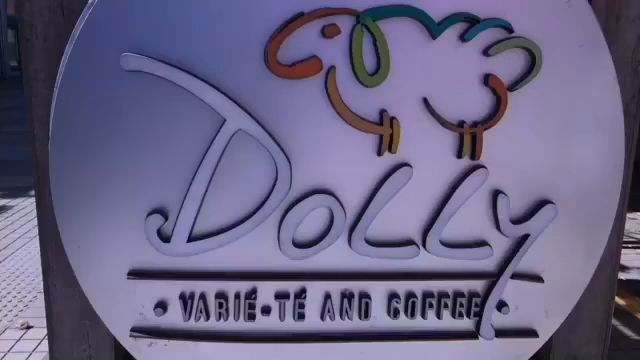 Dolly
• VARIÉ-TÉ AND COFFEE •